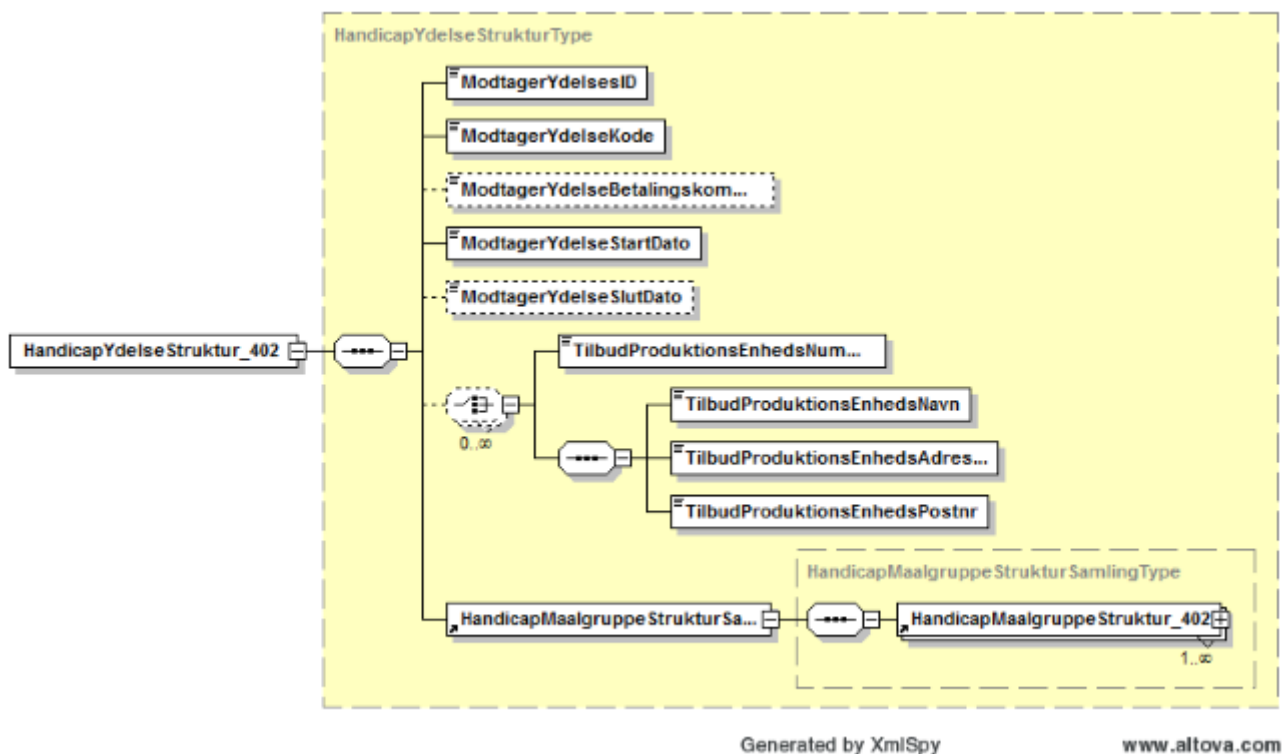 HandicapYdelseStrukturType
ModtagerYdelsesID
ModtagerYdelseKode
ModtagerYdelseBetalingskom...
ModtagerYdelseStartDato
ModtagerYdelseSlutDato
HandicapYdelseStruktur_402
TilbudProduktionsEnhedsNum...
0..∞
TilbudProduktionsEnhedsNavn
TilbudProduktionsEnhedsAdres...
TilbudProduktionsEnhedsPostnr
HandicapMaalgruppeStrukturSamlingType
HandicapMaalgruppeStrukturSa...
HandicapMaalgruppeStruktur_402
1..∞
Generated by XmlSpy www.altova.com